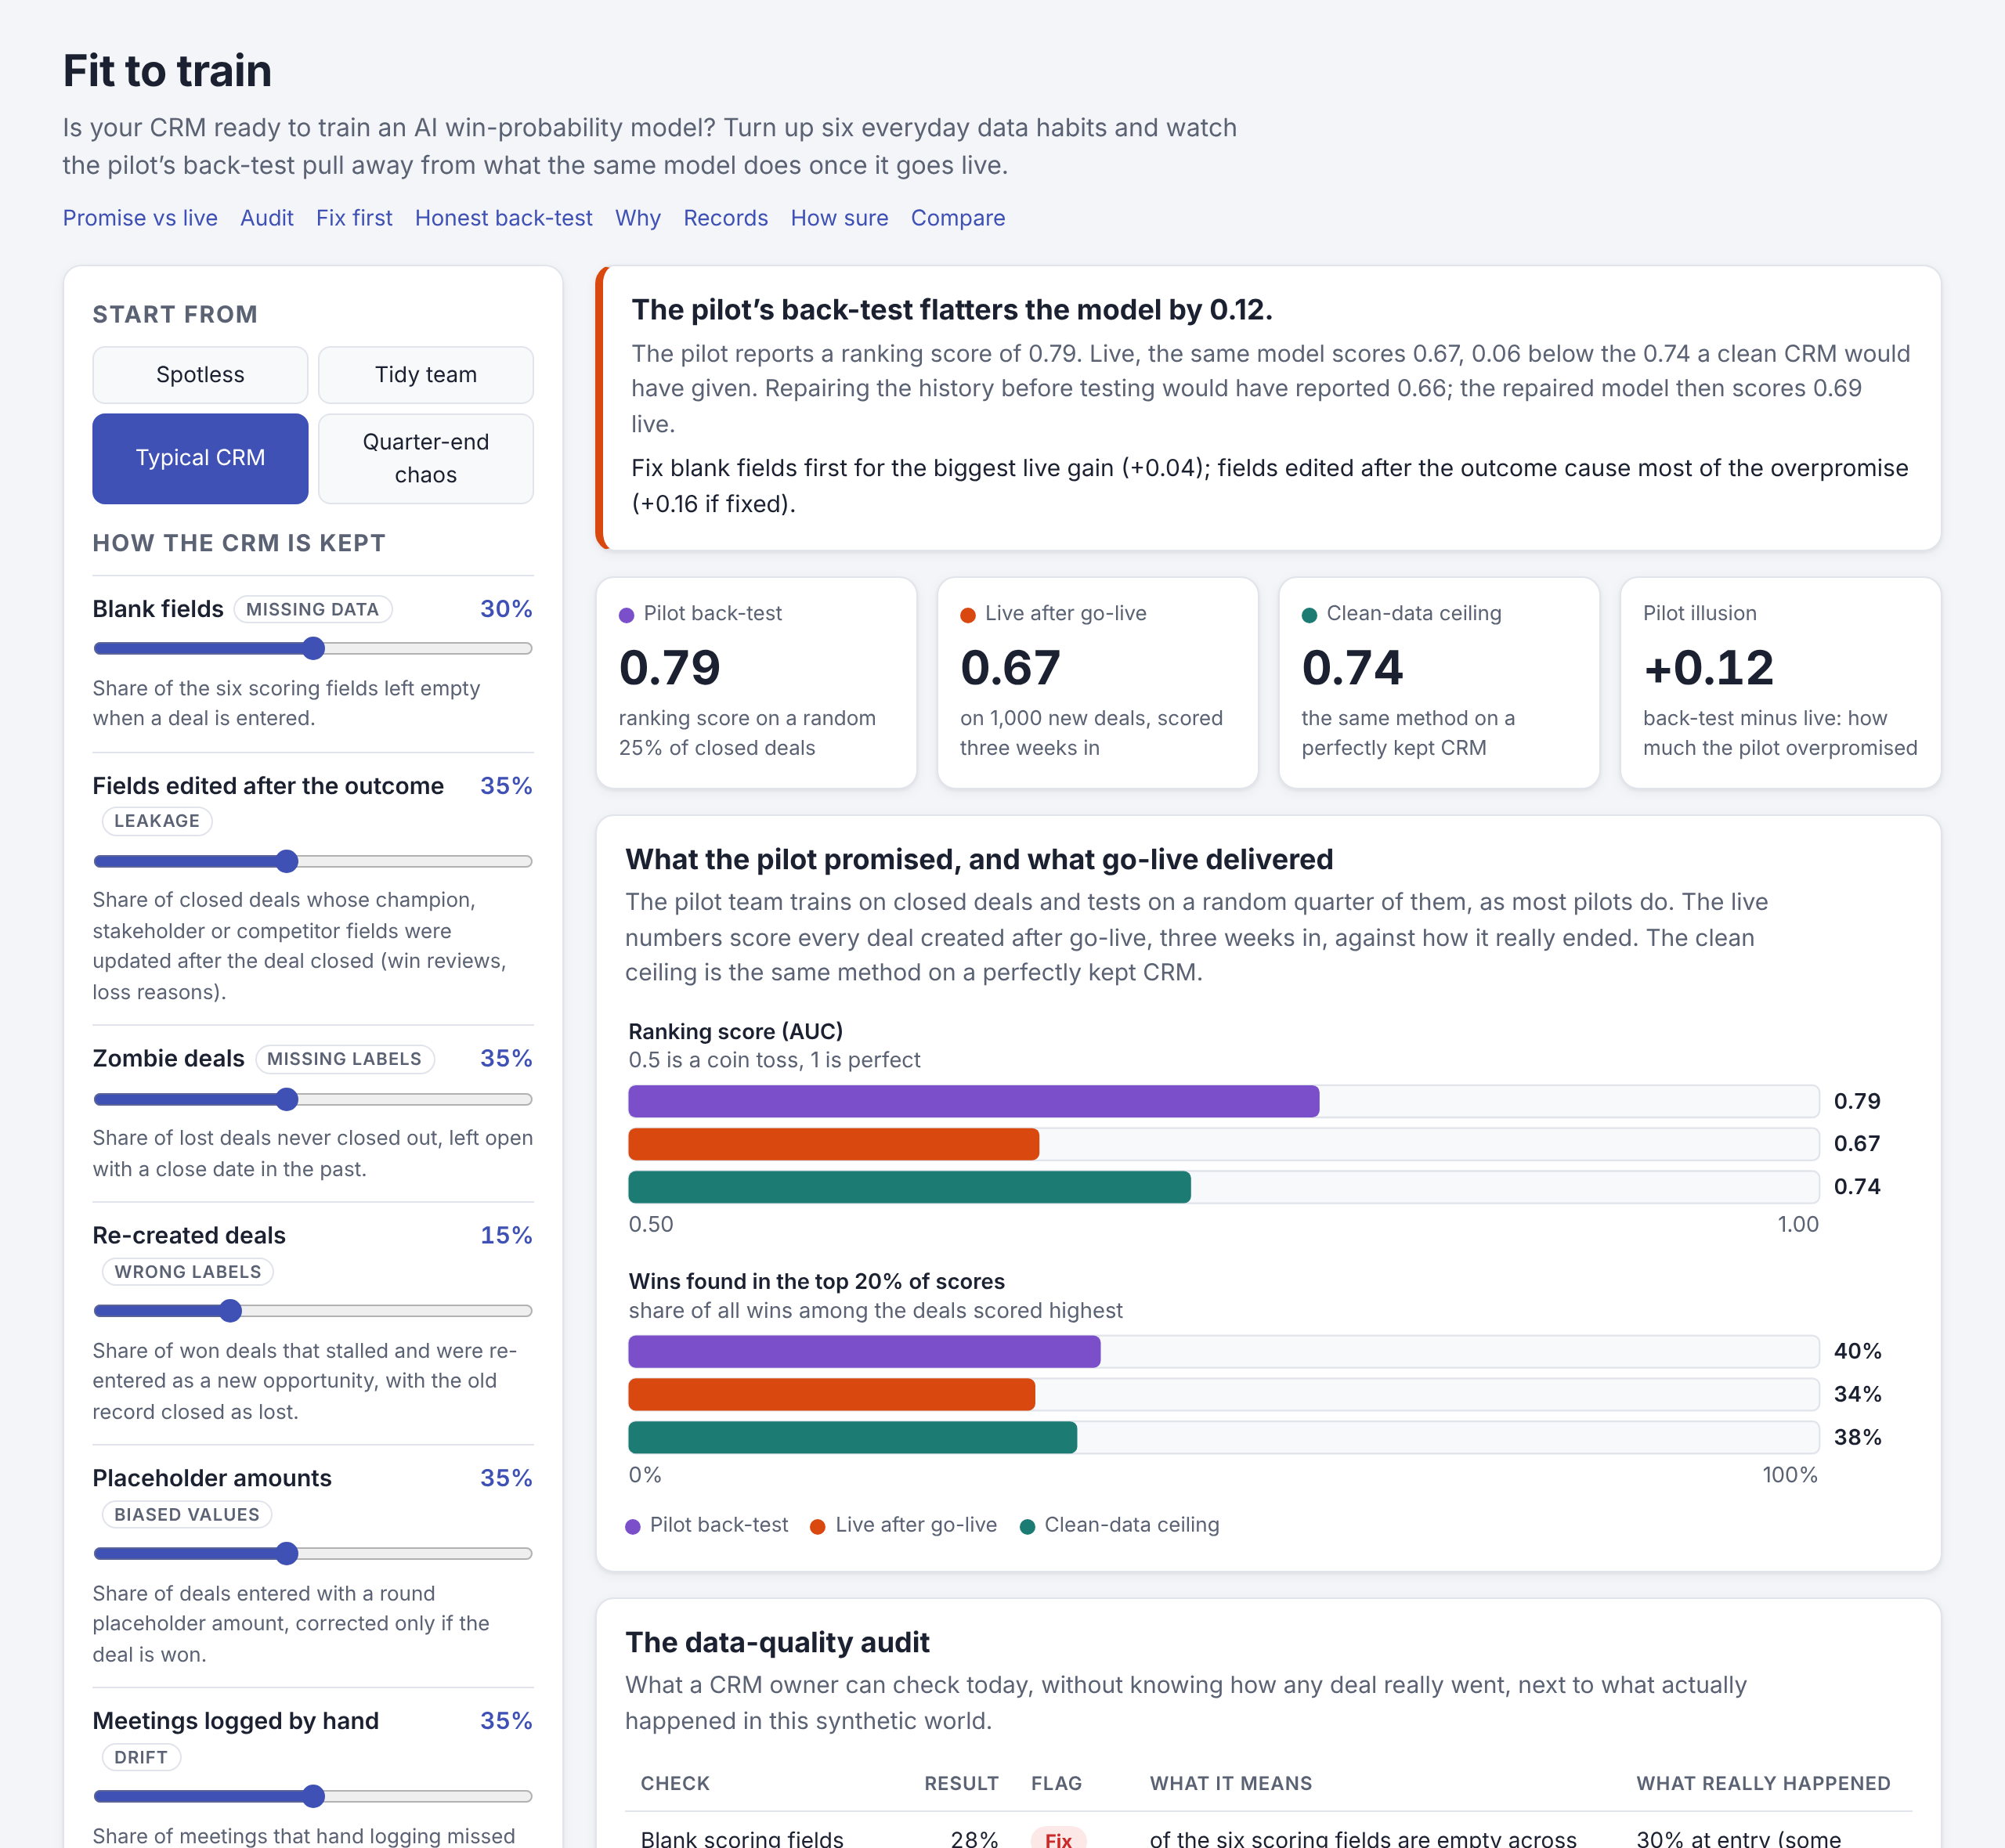 Fit to train
Is your CRM ready to train an AI win-probability model? Turn up six everyday data habits and watch
the pilot’s back-test pull away from what the same model does once it goes live.
Promise vs live Audit Fix first Honest back-test Why Records How sure Compare
START FROM
Spotless
Tidy team
Typical CRM
Quarter-end
chaos
HOW THE CRM IS KEPT
Blank fields MISSING DATA 30%
Share of the six scoring fields left empty
when a deal is entered.
Fields edited after the outcome 35%
LEAKAGE
Share of closed deals whose champion,
stakeholder or competitor fields were
updated after the deal closed (win reviews,
loss reasons).
Zombie deals MISSING LABELS 35%
Share of lost deals never closed out, left open
with a close date in the past.
Re-created deals 15%
WRONG LABELS
Share of won deals that stalled and were re-
entered as a new opportunity, with the old
record closed as lost.
Placeholder amounts 35%
BIASED VALUES
Share of deals entered with a round
placeholder amount, corrected only if the
deal is won.
Meetings logged by hand 35%
DRIFT
Share of meetings that hand logging missed
The pilot’s back-test flatters the model by 0.12.
The pilot reports a ranking score of 0.79. Live, the same model scores 0.67, 0.06 below the 0.74 a clean CRM would
have given. Repairing the history before testing would have reported 0.66; the repaired model then scores 0.69
live.
Fix blank fields first for the biggest live gain (+0.04); fields edited after the outcome cause most of the overpromise
(+0.16 if fixed).
Pilot back-test
0.79
ranking score on a random
25% of closed deals
Live after go-live
0.67
on 1,000 new deals, scored
three weeks in
Clean-data ceiling
0.74
the same method on a
perfectly kept CRM
Pilot illusion
+0.12
back-test minus live: how
much the pilot overpromised
What the pilot promised, and what go-live delivered
The pilot team trains on closed deals and tests on a random quarter of them, as most pilots do. The live
numbers score every deal created after go-live, three weeks in, against how it really ended. The clean
ceiling is the same method on a perfectly kept CRM.
Ranking score (AUC)
0.5 is a coin toss, 1 is perfect
0.79
0.67
0.74
0.50 1.00
Wins found in the top 20% of scores
share of all wins among the deals scored highest
40%
34%
38%
0% 100%
Pilot back-test Live after go-live Clean-data ceiling
The data-quality audit
What a CRM owner can check today, without knowing how any deal really went, next to what actually
happened in this synthetic world.
CHECK RESULT FLAG WHAT IT MEANS WHAT REALLY HAPPENED
Blank scoring fields 28% Fix of the six scoring fields are empty across 30% at entry (some